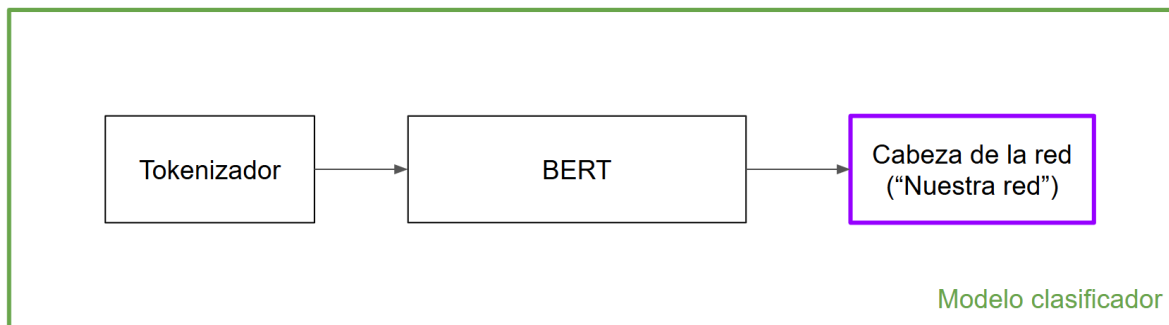 Tokenizador
BERT
Cabeza de la red
(“Nuestra red”)
Modelo clasificador